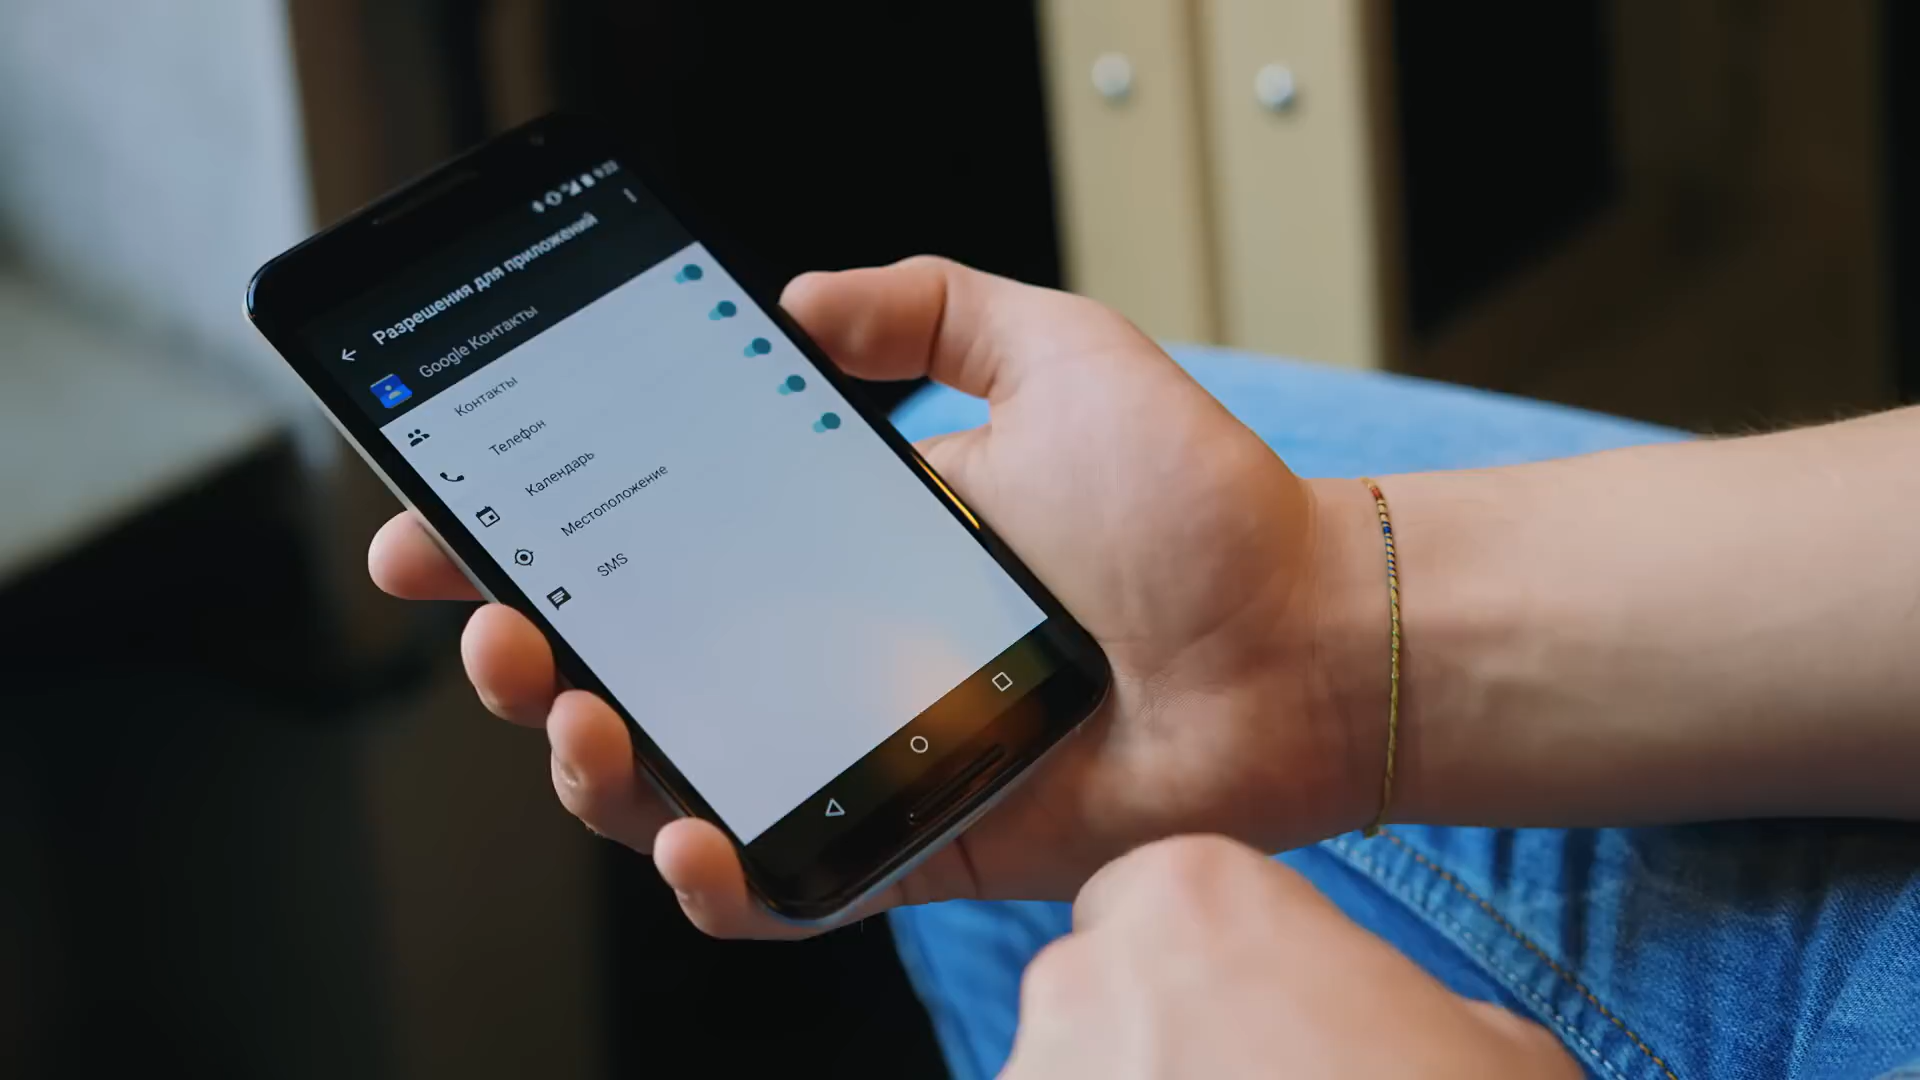 Разрешения для приложений
Google Контакты
Контакты
Телефон
Календарь
Местоположение
SMS